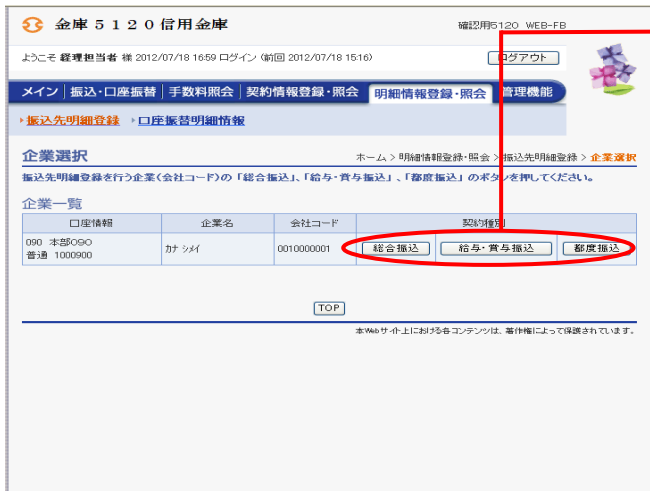 金庫５１２０信用金庫
確認用5120 WEB-FB
ようこそ 経理担当者 様 2012/07/18 16:59 ログイン (前回 2012/07/18 15:16)
ログアウト
メイン 振込・口座振替 手数料照会 契約情報登録・照会 明細情報登録・照会 管理機能
振込先明細登録 口座振替明細情報
企業選択
ホーム > 明細情報登録・照会 > 振込先明細登録 > 企業選択
振込先明細登録を行う企業(会社コード)の「総合振込」、「給与・賞与振込」、「都度振込」のボタンを押してください。
企業一覧
口座情報 企業名 会社コード 契約種別
090 本部090
普通 1000900
カナ シメイ 0010000001 総合振込 給与・賞与振込 都度振込
TOP
本Webサイト上における各コンテンツは、著作権によって保護されています。